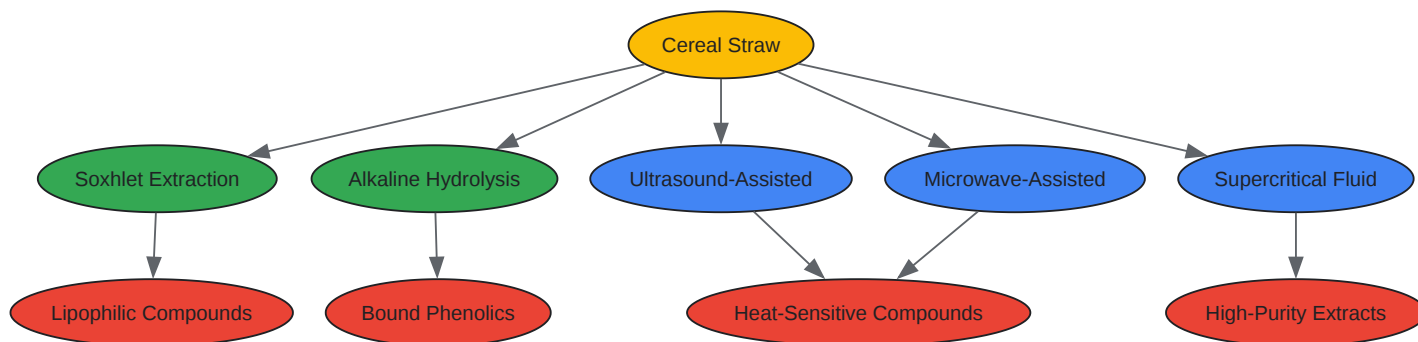 Cereal Straw
Soxhlet Extraction
Alkaline Hydrolysis
Ultrasound-Assisted
Microwave-Assisted
Supercritical Fluid
Lipophilic Compounds
Bound Phenolics
Heat-Sensitive Compounds
High-Purity Extracts